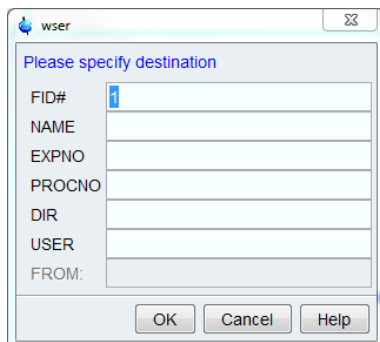 wser
Please specify destination
FID# 1
NAME
EXPNO
PROCNO
DIR
USER
FROM:
OK Cancel Help